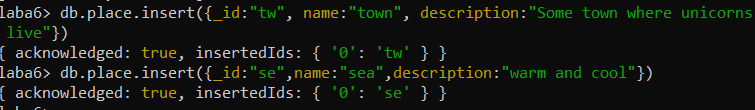 laba6> db.place.insert({_id:"tw", name:"town", description:"Some town where unicorns
live"})
{ acknowledged: true, insertedIds: { '0': 'tw' } }
laba6> db.place.insert({_id:"se",name:"sea",description:"warm and cool"})
{ acknowledged: true, insertedIds: { '0': 'se' } }